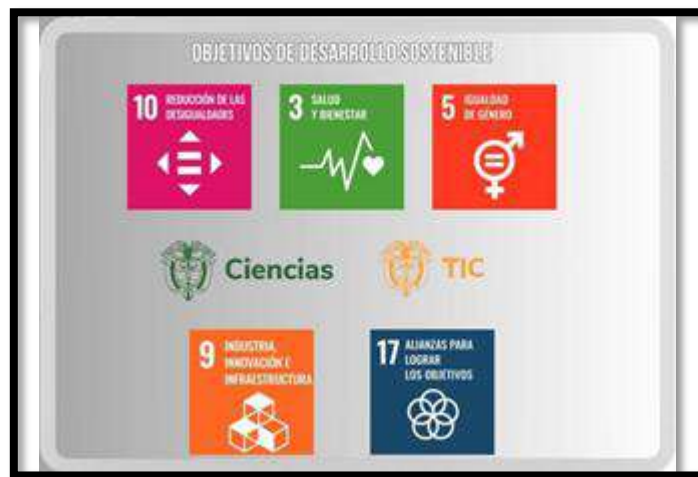 OBJETIVOS DE DESARROLLO SOSTENIBLE
10 REDUCCIÓN DE LAS
DESIGUALDADES
3 SALUD
Y BIENESTAR
5 IGUALDAD
DE GÉNERO
Ciencias
TIC
9 INDUSTRIA,
INNOVACIÓN E
INFRAESTRUCTURA
17 ALIANZAS PARA
LOGRAR
LOS OBJETIVOS